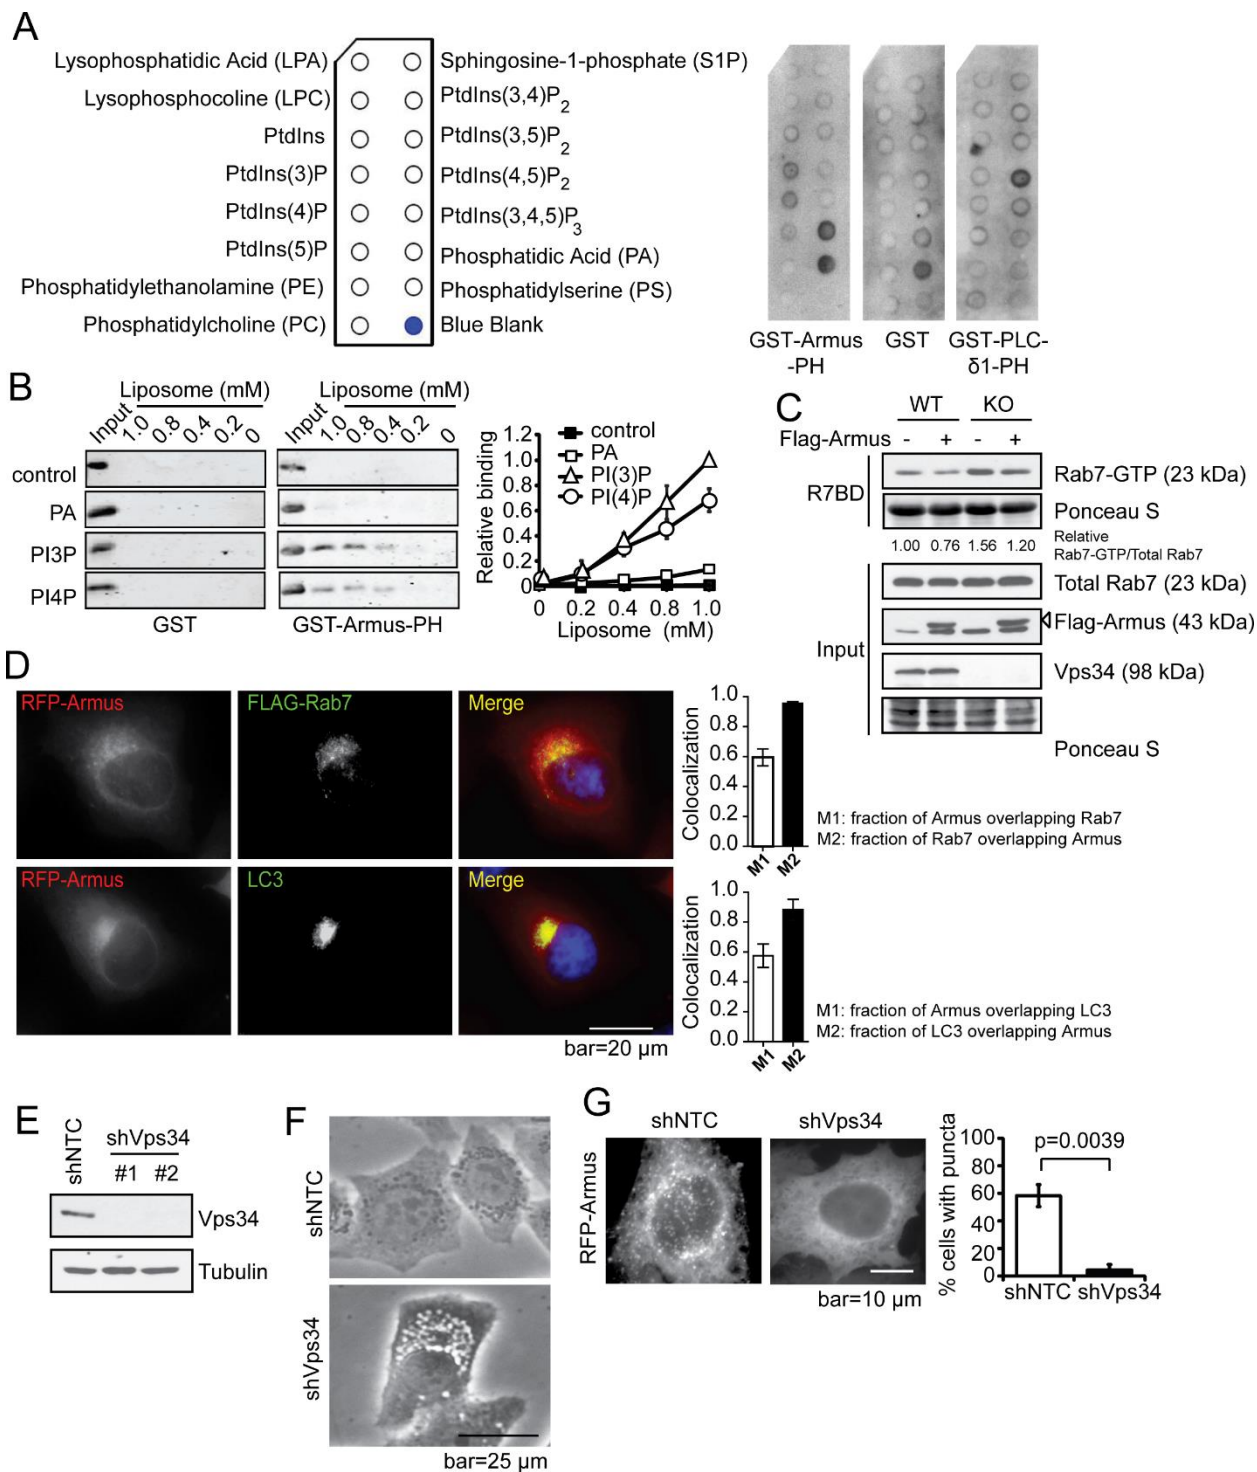 A
Lysophosphatidic Acid (LPA)
Sphingosine-1-phosphate (S1P)
Lysophosphocoline (LPC)
PtdIns(3,4)P2
PtdIns
PtdIns(3,5)P2
PtdIns(3)P
PtdIns(4,5)P2
PtdIns(4)P
PtdIns(3,4,5)P3
PtdIns(5)P
Phosphatidic Acid (PA)
Phosphatidylethanolamine (PE)
Phosphatidylserine (PS)
Phosphatidylcholine (PC)
Blue Blank
GST-Armus
-PH
GST
GST-PLC-
δ1-PH
B
Liposome (mM)
Input 1.0 0.8 0.4 0.2 0
Liposome (mM)
Input 1.0 0.8 0.4 0.2 0
control
PA
PI3P
PI4P
GST
GST-Armus-PH
Relative binding
1.2
1.0
0.8
0.6
0.4
0.2
0
control
PA
PI(3)P
PI(4)P
0 0.2 0.4 0.8 1.0
Liposome (mM)
C
WT KO
Flag-Armus - + - +
R7BD
Rab7-GTP (23 kDa)
Ponceau S
1.00 0.76 1.56 1.20
Relative
Rab7-GTP/Total Rab7
Input
Total Rab7 (23 kDa)
Flag-Armus (43 kDa)
Vps34 (98 kDa)
Ponceau S
D
RFP-Armus
FLAG-Rab7
Merge
Colocalization
1.0
0.8
0.6
0.4
0.2
0.0
M1 M2
M1: fraction of Armus overlapping Rab7
M2: fraction of Rab7 overlapping Armus
RFP-Armus
LC3
Merge
bar=20 µm
Colocalization
1.0
0.8
0.6
0.4
0.2
0.0
M1 M2
M1: fraction of Armus overlapping LC3
M2: fraction of LC3 overlapping Armus
E
shNTC
shVps34
#1 #2
Vps34
Tubulin
F
shNTC
shVps34
bar=25 µm
G
shNTC
shVps34
RFP-Armus
bar=10 µm
% cells with puncta
100
80
60
40
20
0
p=0.0039
shNTC shVps34